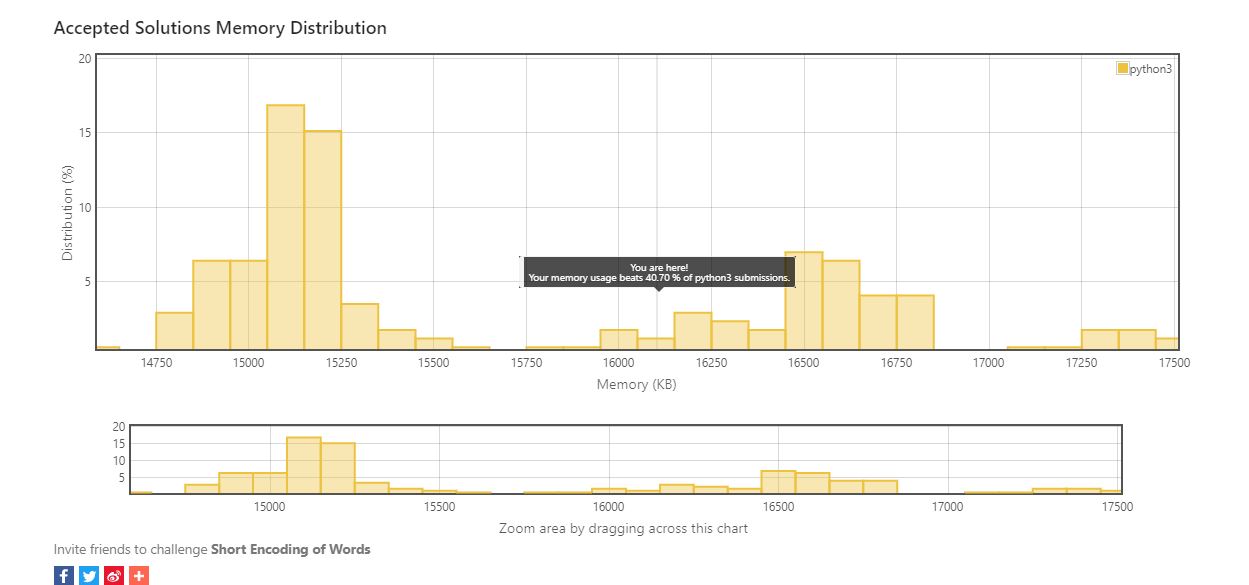 Accepted Solutions Memory Distribution
20
15
10
5
Distribution (%)
python3
You are here!
Your memory usage beats 40.70 % of python3 submissions.
14750 15000 15250 15500 15750 16000 16250 16500 16750 17000 17250 17500
Memory (KB)
20
15
10
5
15000 15500 16000 16500 17000 17500
Zoom area by dragging across this chart
Invite friends to challenge Short Encoding of Words